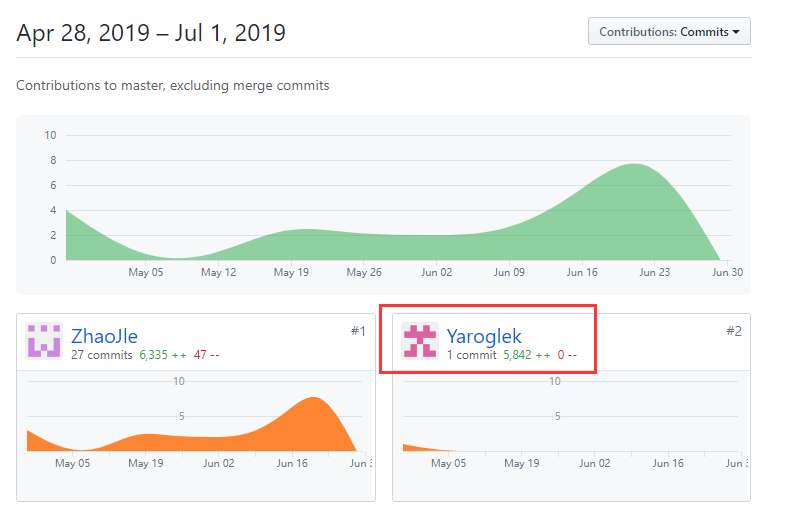 Apr 28, 2019 – Jul 1, 2019
Contributions: Commits
Contributions to master, excluding merge commits
10
8
6
4
2
0
May 05 May 12 May 19 May 26 Jun 02 Jun 09 Jun 16 Jun 23 Jun 30
ZhaoJle #1
27 commits 6,335 ++ 47 --
10
5
May 05 May 19 Jun 02 Jun 16 Jun 3
Yaroglek #2
1 commit 5,842 ++ 0 --
10
5
May 05 May 19 Jun 02 Jun 16 Jun 3